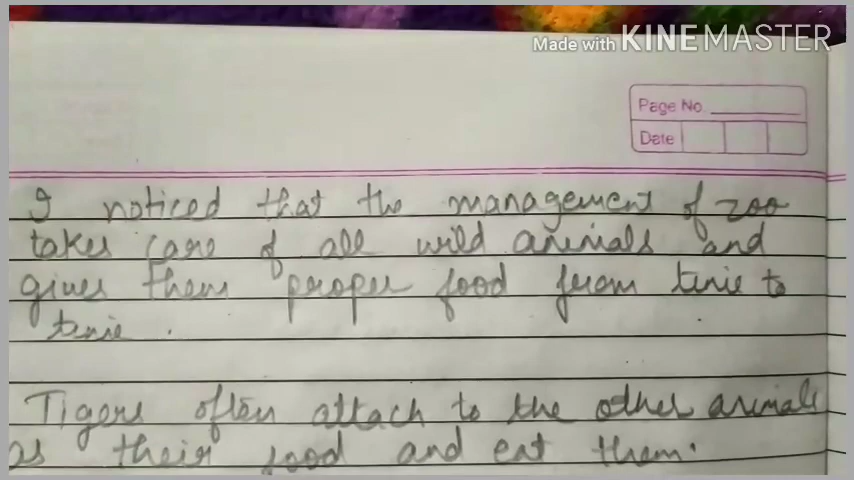 Made with KINEMASTER
Page No.
Date
I noticed that the management of zoo
takes care of all wild animals and
gives them proper food from time to
time .
Tigers often attach to the other animals
as their food and eat them.